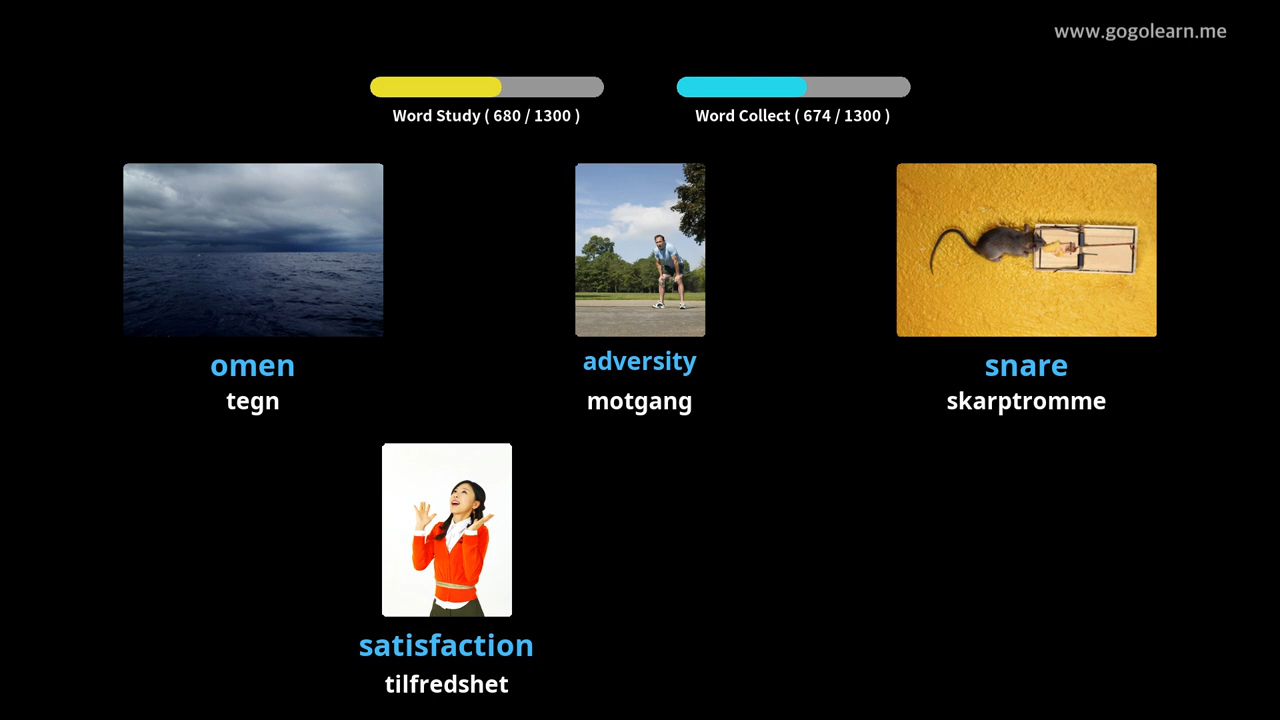 www.gogolearn.me
Word Study ( 680 / 1300 )
Word Collect ( 674 / 1300 )
omen
tegn
adversity
motgang
snare
skarptromme
satisfaction
tilfredshet